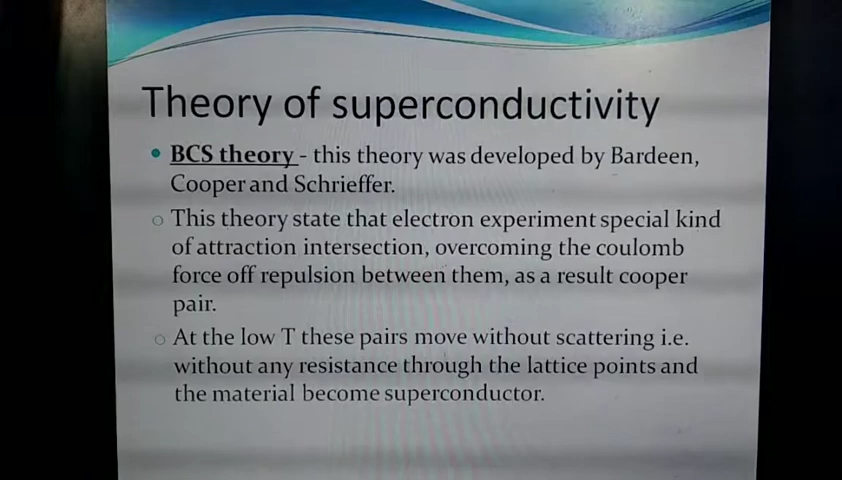 Theory of superconductivity
BCS theory - this theory was developed by Bardeen,
Cooper and Schrieffer.
This theory state that electron experiment special kind
of attraction intersection, overcoming the coulomb
force off repulsion between them, as a result cooper
pair.
At the low T these pairs move without scattering i.e.
without any resistance through the lattice points and
the material become superconductor.